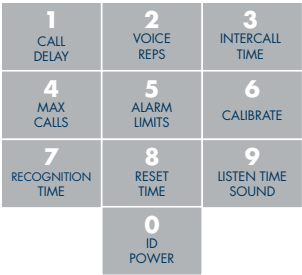 1
CALL
DELAY
2
VOICE
REPS
3
INTERCALL
TIME
4
MAX
CALLS
5
ALARM
LIMITS
6
CALIBRATE
7
RECOGNITION
TIME
8
RESET
TIME
9
LISTEN TIME
SOUND
0
ID
POWER